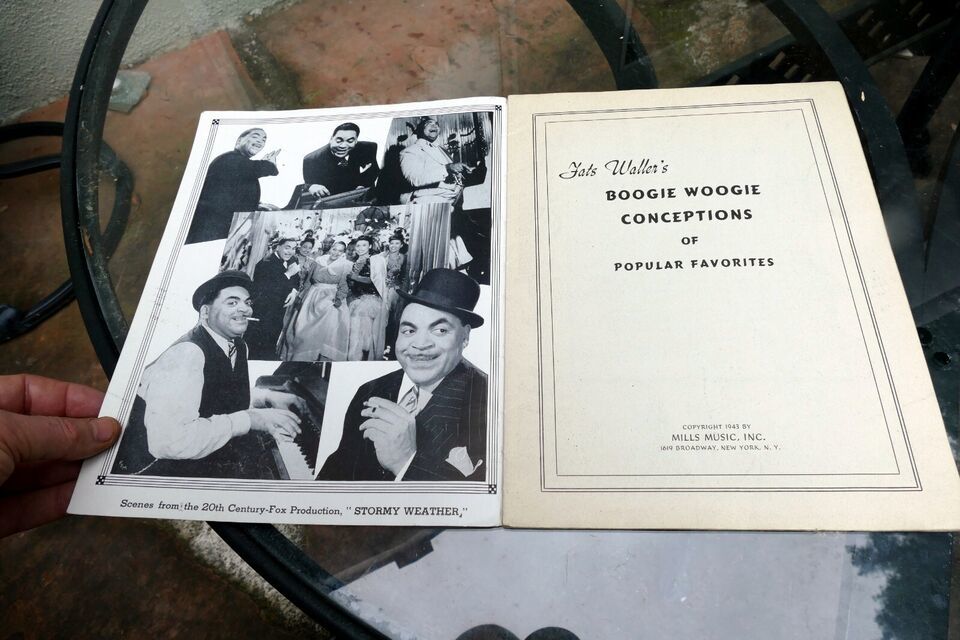 Scenes from the 20th Century-Fox Production, "STORMY WEATHER,"
Fats Waller's
BOOGIE WOOGIE
CONCEPTIONS
OF
POPULAR FAVORITES
COPYRIGHT 1943 BY
MILLS MUSIC, INC.
1619 BROADWAY, NEW YORK, N. Y.